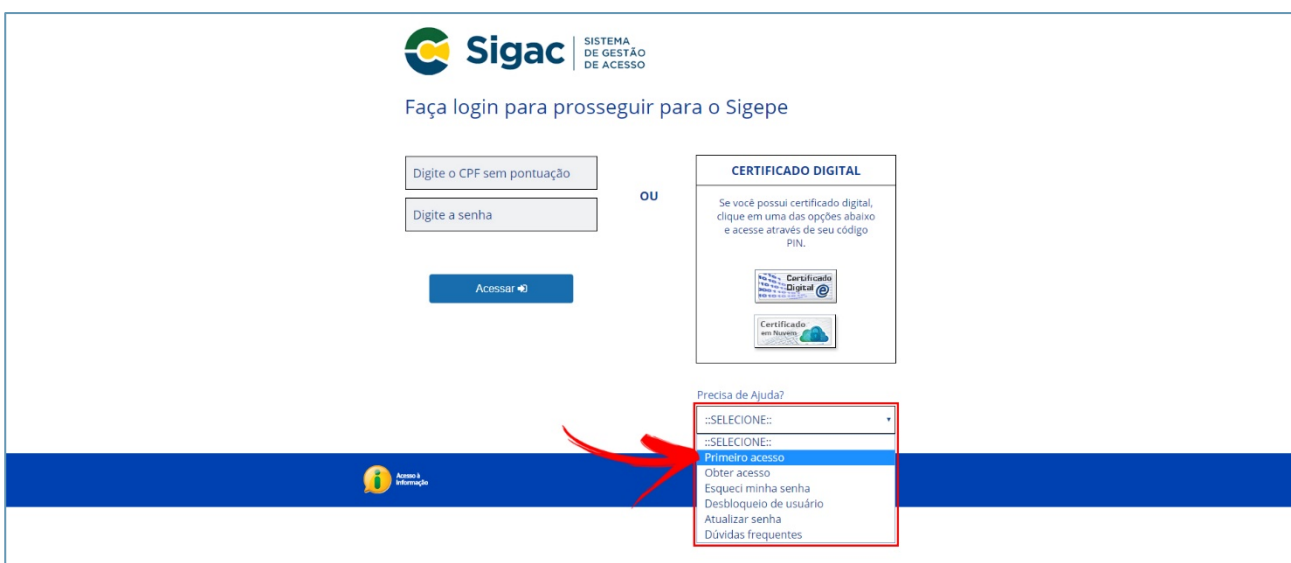 Sigac
SISTEMA
DE GESTÃO
DE ACESSO
Faça login para prosseguir para o Sigepe
Digite o CPF sem pontuação
Digite a senha
Acessar
OU
CERTIFICADO DIGITAL
Se você possui certificado digital,
clique em uma das opções abaixo
e acesse através de seu código
PIN.
Certificado
Digital
Certificado
em Nuvem
Precisa de Ajuda?
::SELECIONE::
::SELECIONE::
Primeiro acesso
Obter acesso
Esqueci minha senha
Desbloqueio de usuário
Atualizar senha
Dúvidas frequentes
Acesso à
Informação